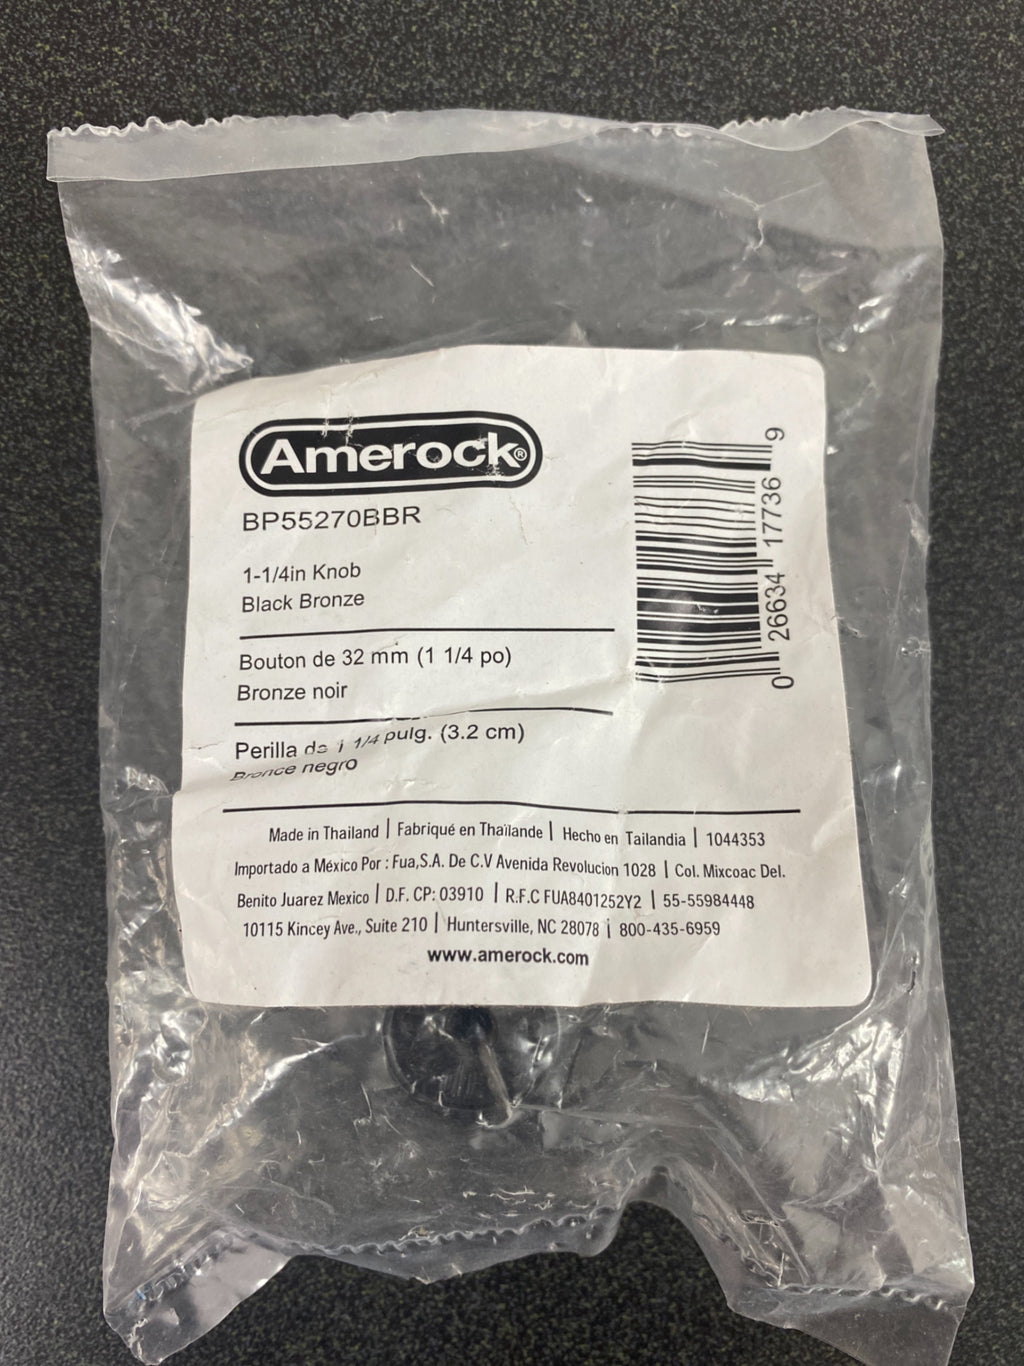 Amerock®
BP55270BBR
1-1/4in Knob
Black Bronze
Bouton de 32 mm (1 1/4 po)
Bronze noir
Perilla de 1 1/4 pulg. (3.2 cm)
Bronce negro
0 26634 17736 9
Made in Thailand | Fabriqué en Thaïlande | Hecho en Tailandia | 1044353
Importado a México Por : Fua,S.A. De C.V Avenida Revolucion 1028 | Col. Mixcoac Del.
Benito Juarez Mexico | D.F. CP: 03910 | R.F.C FUA8401252Y2 | 55-55984448
10115 Kincey Ave., Suite 210 | Huntersville, NC 28078 | 800-435-6959
www.amerock.com